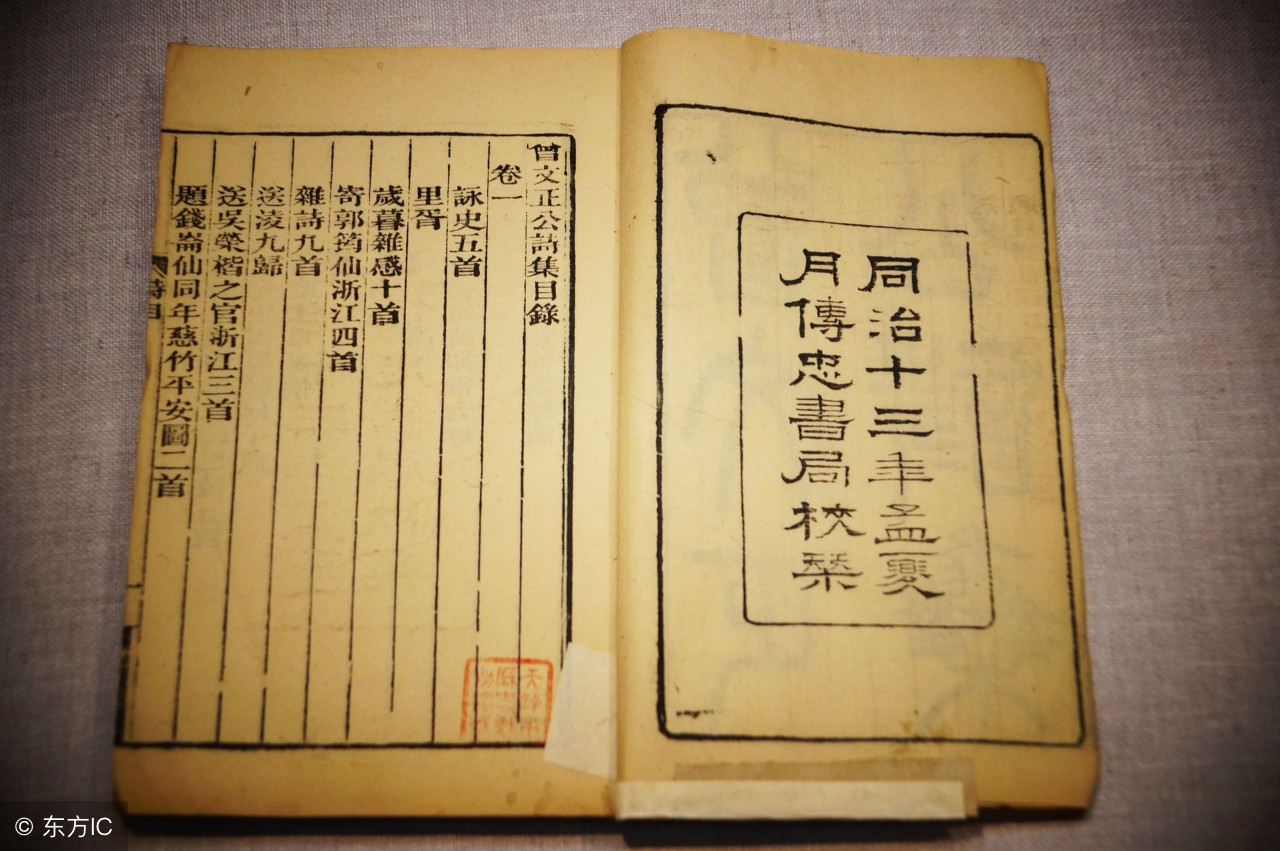 同治十三年孟夏
月傳忠書局校栞
曾文正公詩集目錄
卷一
詠史五首
里胥
歲暮雜感十首
寄郭筠仙浙江四首
雜詩九首
送淩九歸
送吳榮楷之官浙江三首
題錢崙仙同年慈竹平安圖二首
詩目
© 东方IC